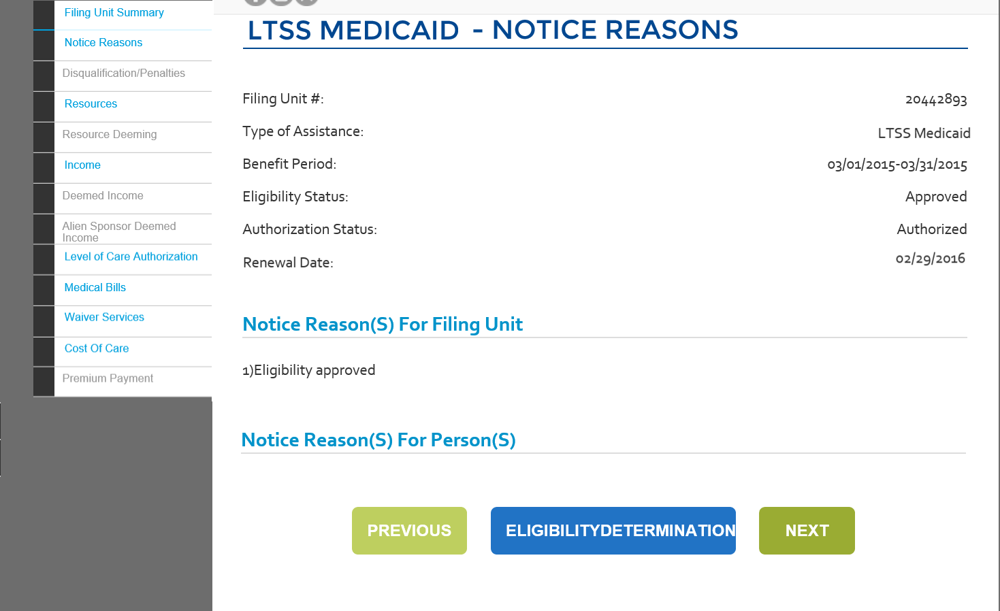 Filing Unit Summary
Notice Reasons
Disqualification/Penalties
Resources
Resource Deeming
Income
Deemed Income
Alien Sponsor Deemed
Income
Level of Care Authorization
Medical Bills
Waiver Services
Cost Of Care
Premium Payment
LTSS MEDICAID - NOTICE REASONS
Filing Unit #: 20442893
Type of Assistance: LTSS Medicaid
Benefit Period: 03/01/2015-03/31/2015
Eligibility Status: Approved
Authorization Status: Authorized
Renewal Date: 02/29/2016
Notice Reason(S) For Filing Unit
1)Eligibility approved
Notice Reason(S) For Person(S)
PREVIOUS ELIGIBILITYDETERMINATION NEXT